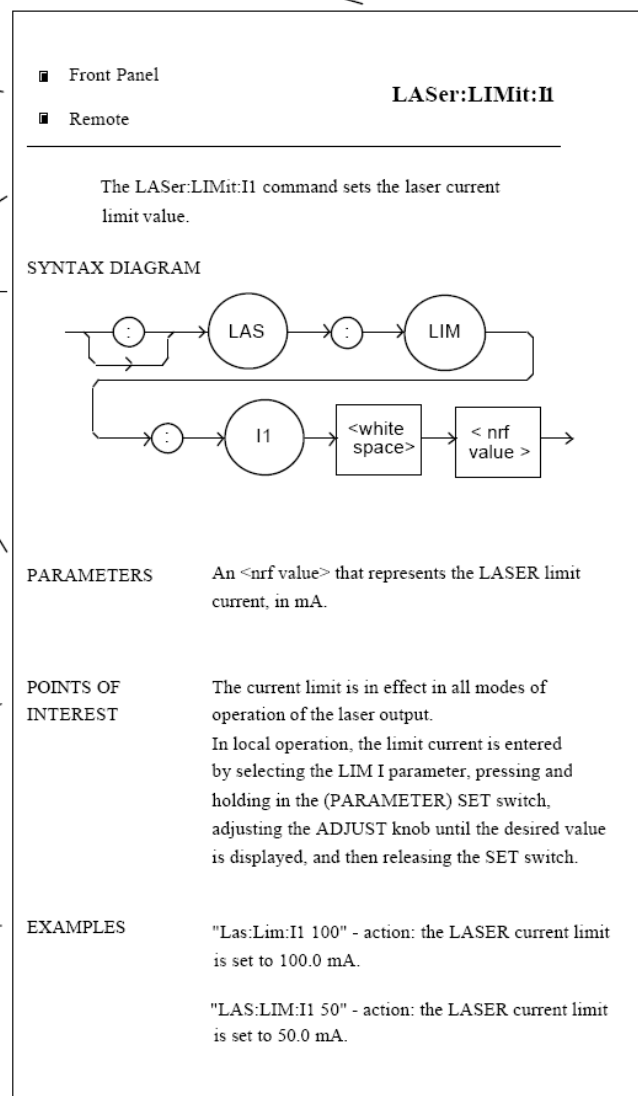 Front Panel
LASer:LIMit:I1
Remote
The LASer:LIMit:I1 command sets the laser current
limit value.
SYNTAX DIAGRAM
: LAS : LIM
: I1 <white space> < nrf value >
PARAMETERS
An <nrf value> that represents the LASER limit
current, in mA.
POINTS OF
INTEREST
The current limit is in effect in all modes of
operation of the laser output.
In local operation, the limit current is entered
by selecting the LIM I parameter, pressing and
holding in the (PARAMETER) SET switch,
adjusting the ADJUST knob until the desired value
is displayed, and then releasing the SET switch.
EXAMPLES
"Las:Lim:I1 100" - action: the LASER current limit
is set to 100.0 mA.
"LAS:LIM:I1 50" - action: the LASER current limit
is set to 50.0 mA.